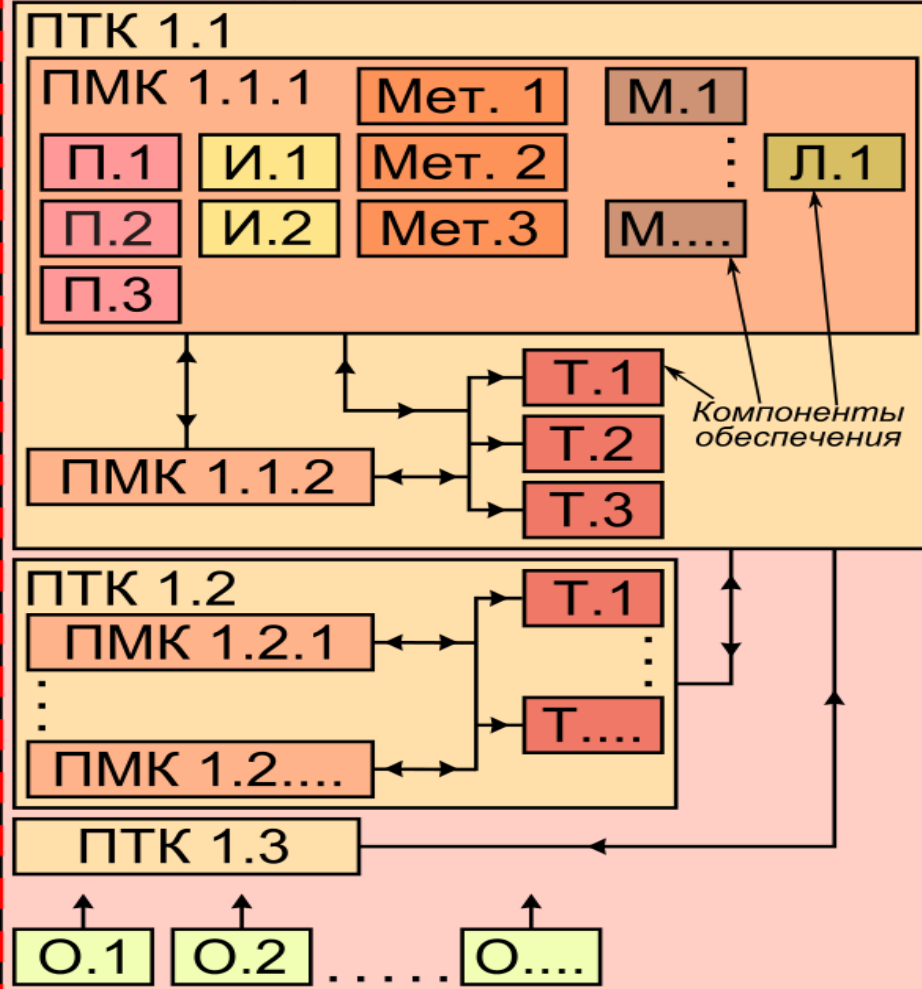 ПТК 1.1
ПМК 1.1.1
Мет. 1
М.1
П.1
И.1
Мет. 2
Л.1
П.2
И.2
Мет.3
М....
П.3
Т.1
Компоненты
обеспечения
Т.2
ПМК 1.1.2
Т.3
ПТК 1.2
Т.1
ПМК 1.2.1
Т....
ПМК 1.2....
ПТК 1.3
О.1
О.2
.....
О....